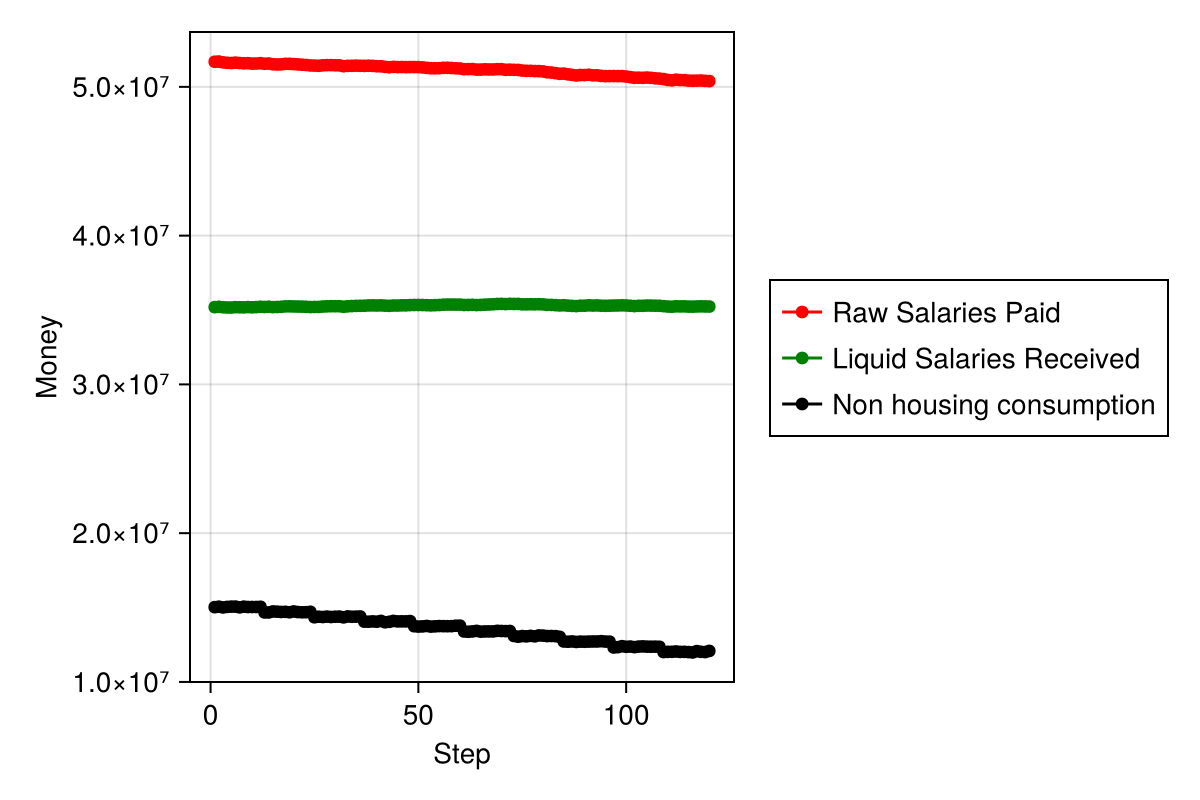 5.0×10⁷
4.0×10⁷
3.0×10⁷
2.0×10⁷
1.0×10⁷
Money
0
50
100
Step
Raw Salaries Paid
Liquid Salaries Received
Non housing consumption